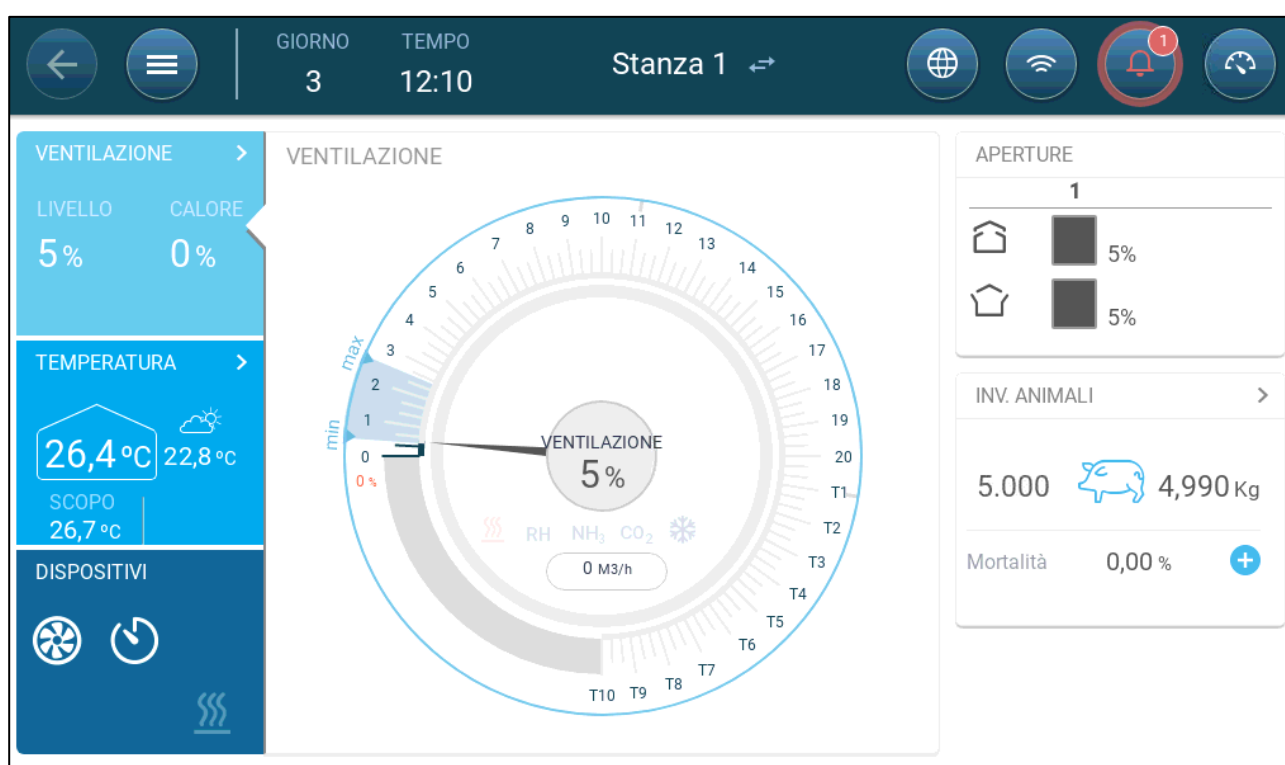 GIORNO TEMPO
3 12:10 Stanza 1 1
VENTILAZIONE
LIVELLO CALORE
5 % 0 %
TEMPERATURA
26,4 ºC 22,8 ºC
SCOPO
26,7 ºC
DISPOSITIVI
VENTILAZIONE
min
max
0
0 %
1
2
3
4
5
6
7
8
9
10
11
12
13
14
15
16
17
18
19
20
T1
T2
T3
T4
T5
T6
T7
T8
T9
T10
VENTILAZIONE
5 %
RH NH₃ CO₂
0 M3/h
APERTURE
1
5%
5%
INV. ANIMALI
5.000 4,990 Kg
Mortalità 0,00 %